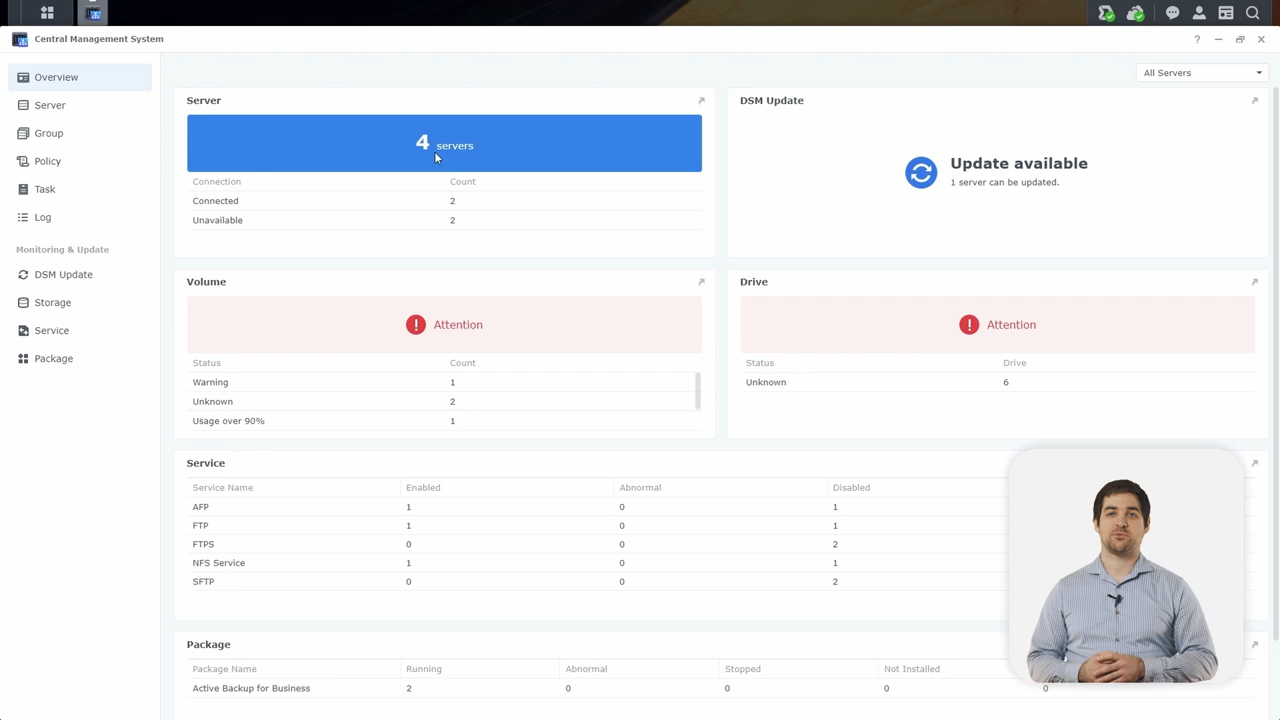 Central Management System
All Servers
Overview
Server
Group
Policy
Task
Log
Monitoring & Update
DSM Update
Storage
Service
Package
Server
4 servers
Connection Count
Connected 2
Unavailable 2
DSM Update
Update available
1 server can be updated.
Volume
Attention
Status Count
Warning 1
Unknown 2
Usage over 90% 1
Drive
Attention
Status Drive
Unknown 6
Service
Service Name Enabled Abnormal Disabled
AFP 1 0 1
FTP 1 0 1
FTPS 0 0 2
NFS Service 1 0 1
SFTP 0 0 2
Package
Package Name Running Abnormal Stopped Not Installed
Active Backup for Business 2 0 0 0 0